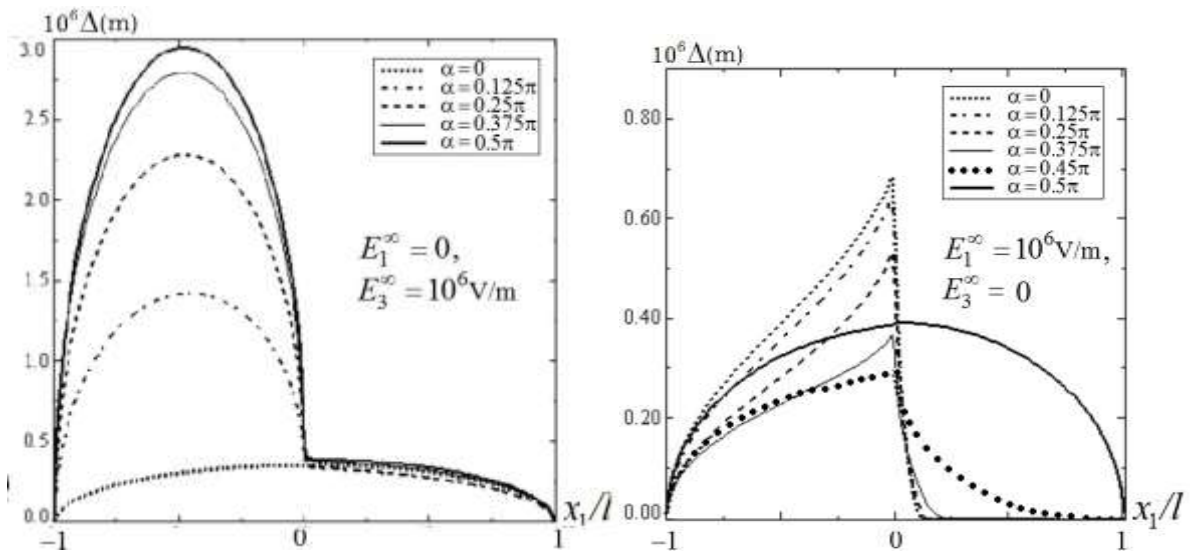 10⁶Δ(m)
3.0
2.5
2.0
1.5
1.0
0.5
0.0
α = 0
α = 0.125π
α = 0.25π
α = 0.375π
α = 0.5π
E₁^∞ = 0,
E₃^∞ = 10⁶V/m
−1
0
1
x₁/l
10⁶Δ(m)
0.80
0.60
0.40
0.20
0.00
α = 0
α = 0.125π
α = 0.25π
α = 0.375π
α = 0.45π
α = 0.5π
E₁^∞ = 10⁶V/m,
E₃^∞ = 0
−1
0
1
x₁/l